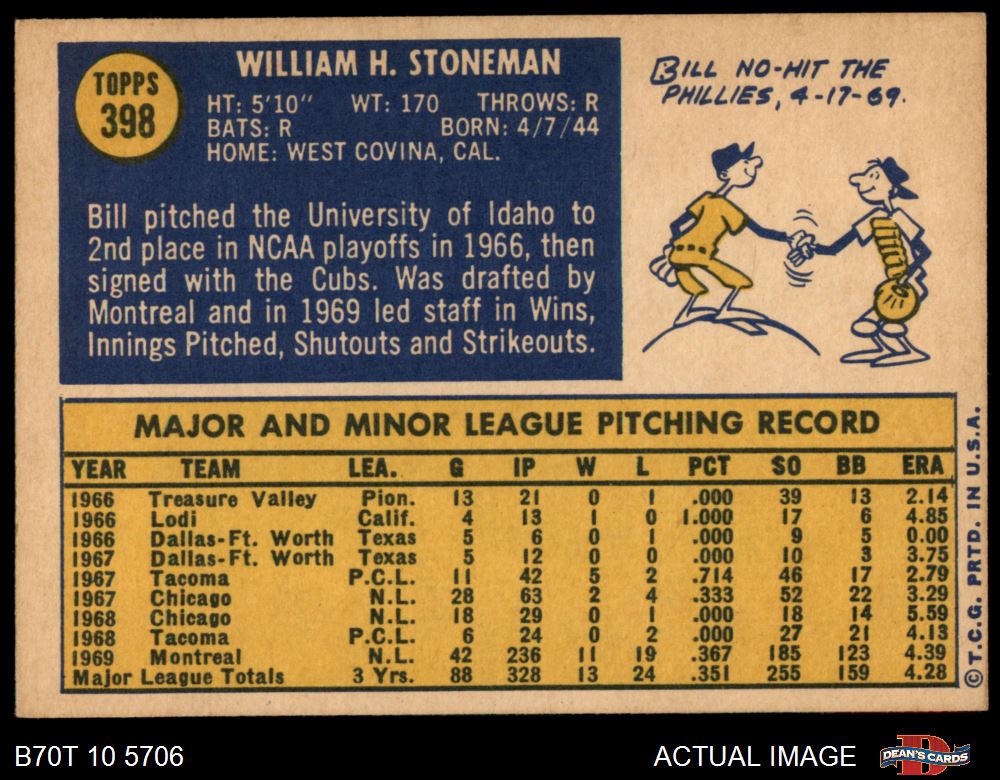 TOPPS
398
WILLIAM H. STONEMAN
HT: 5'10" WT: 170 THROWS: R
BATS: R BORN: 4/7/44
HOME: WEST COVINA, CAL.
Bill pitched the University of Idaho to
2nd place in NCAA playoffs in 1966, then
signed with the Cubs. Was drafted by
Montreal and in 1969 led staff in Wins,
Innings Pitched, Shutouts and Strikeouts.
BILL NO-HIT THE
PHILLIES, 4-17-69.
MAJOR AND MINOR LEAGUE PITCHING RECORD
YEAR TEAM LEA. G IP W L PCT SO BB ERA
1966 Treasure Valley Pion. 13 21 0 1 .000 39 13 2.14
1966 Lodi Calif. 4 13 1 0 1.000 17 6 4.85
1966 Dallas-Ft. Worth Texas 5 6 0 1 .000 9 5 0.00
1967 Dallas-Ft. Worth Texas 5 12 0 0 .000 10 3 3.75
1967 Tacoma P.C.L. 11 42 5 2 .714 46 17 2.79
1967 Chicago N.L. 28 63 2 4 .333 52 22 3.29
1968 Chicago N.L. 18 29 0 1 .000 18 14 5.59
1968 Tacoma P.C.L. 6 24 0 2 .000 27 21 4.13
1969 Montreal N.L. 42 236 11 19 .367 185 123 4.39
Major League Totals 3 Yrs. 88 328 13 24 .351 255 159 4.28
©T.C.G. PRTD. IN U.S.A.
B70T 10 5706
ACTUAL IMAGE
D
DEAN'S CARDS